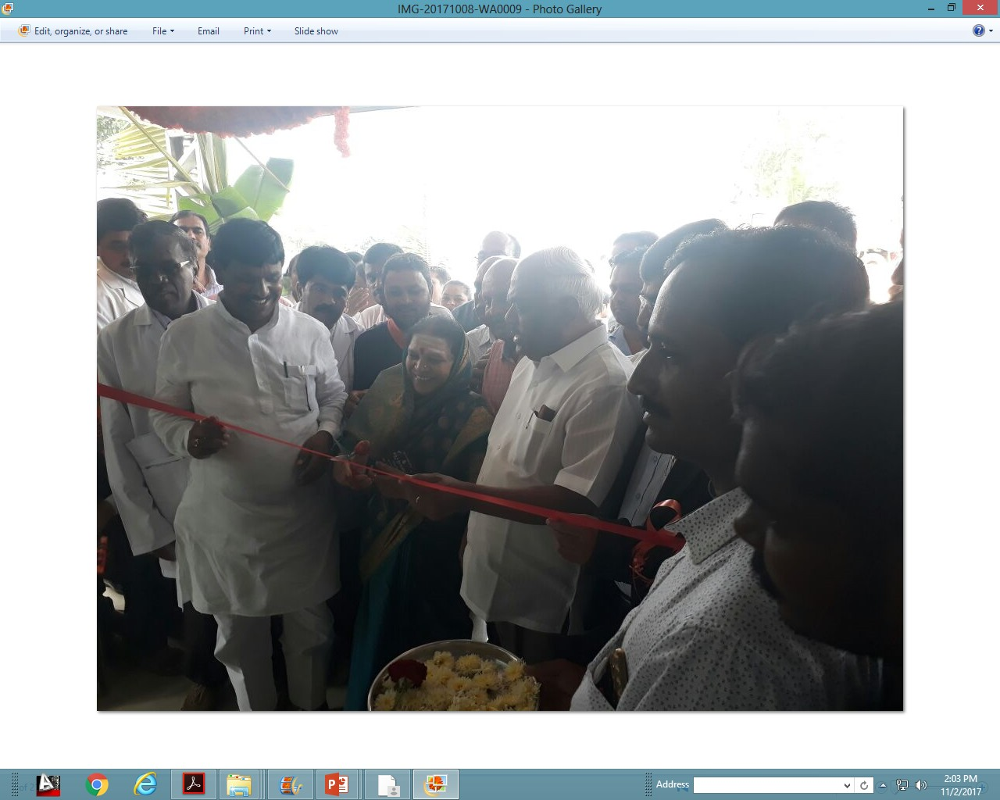 IMG-20171008-WA0009 - Photo Gallery
Edit, organize, or share File Email Print Slide show
Address
2:03 PM
11/2/2017